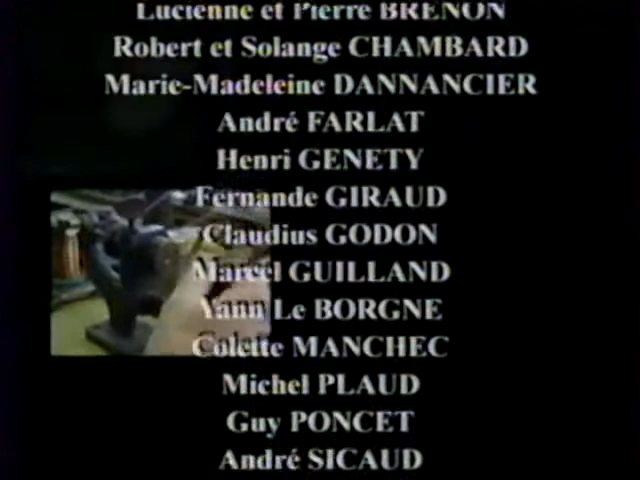 Lucienne et Pierre BRENON
Robert et Solange CHAMBARD
Marie-Madeleine DANNANCIER
André FARLAT
Henri GENETY
Fernande GIRAUD
Claudius GODON
Marcel GUILLAND
Yann Le BORGNE
Colette MANCHEC
Michel PLAUD
Guy PONCET
André SICAUD